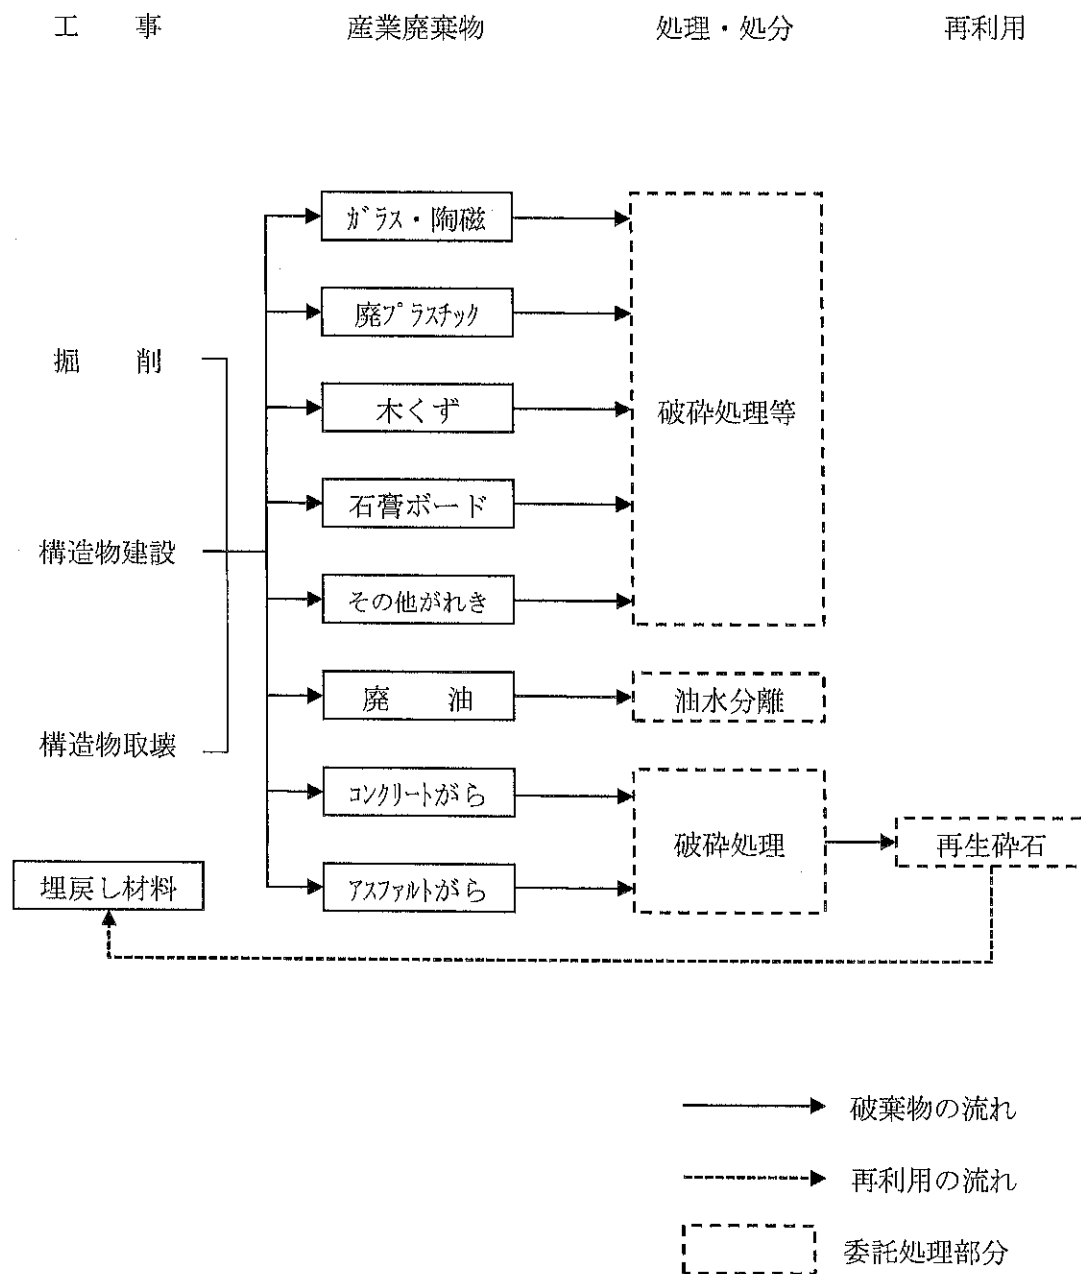 工 事 産業廃棄物 処理・処分 再利用
ガラス・陶磁
廃プラスチック
掘 削
木くず
破砕処理等
石膏ボード
構造物建設
その他がれき
廃 油
油水分離
構造物取壊
コンクリートがら
破砕処理
再生砕石
埋戻し材料
アスファルトがら
破棄物の流れ
再利用の流れ
委託処理部分